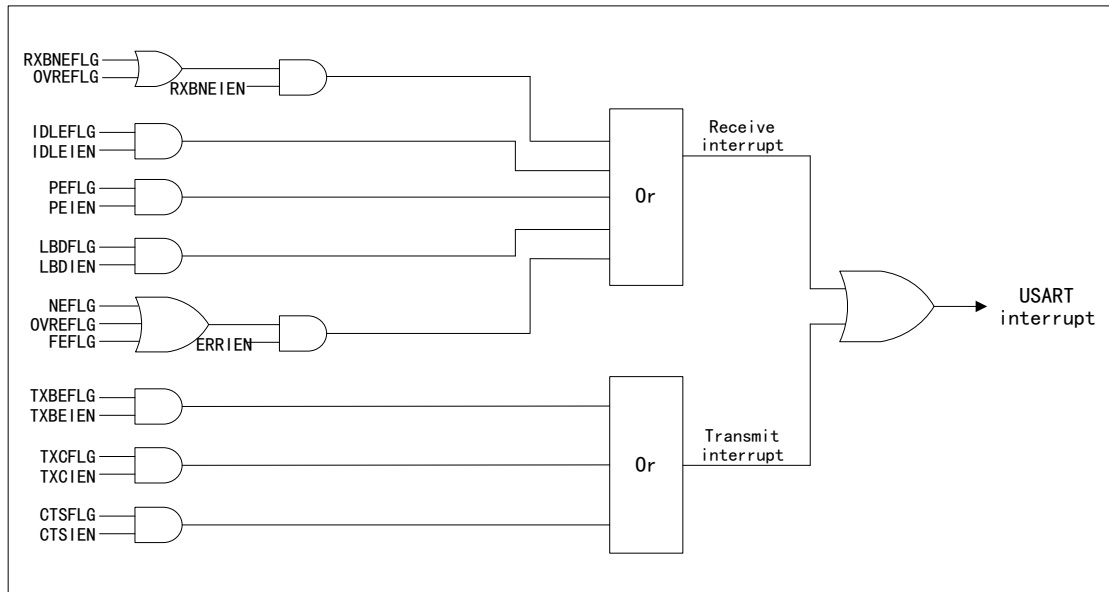 RXBNEFLG
OVREFLG
RXBNEIEN
IDLEFLG
IDLEIEN
PEFLG
PEIEN
LBDFLG
LBDIEN
NEFLG
OVREFLG
FEFLG
ERRIEN
Or
Receive
interrupt
TXBEFLG
TXBEIEN
TXCFLG
TXCIEN
CTSFLG
CTSIEN
Or
Transmit
interrupt
USART
interrupt